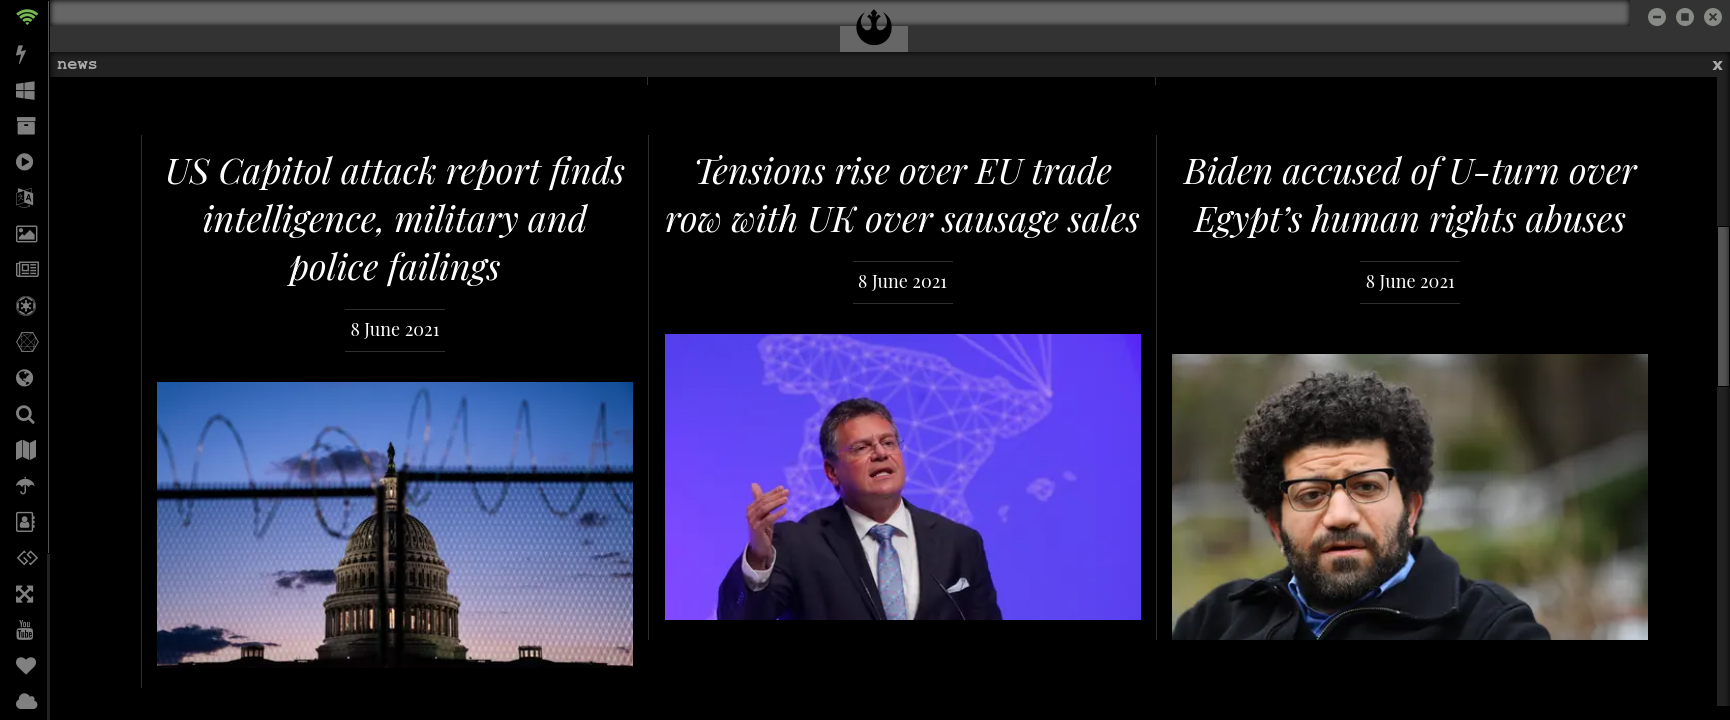 news
x
US Capitol attack report finds
intelligence, military and
police failings
8 June 2021
Tensions rise over EU trade
row with UK over sausage sales
8 June 2021
Biden accused of U-turn over
Egypt’s human rights abuses
8 June 2021
You
Tube